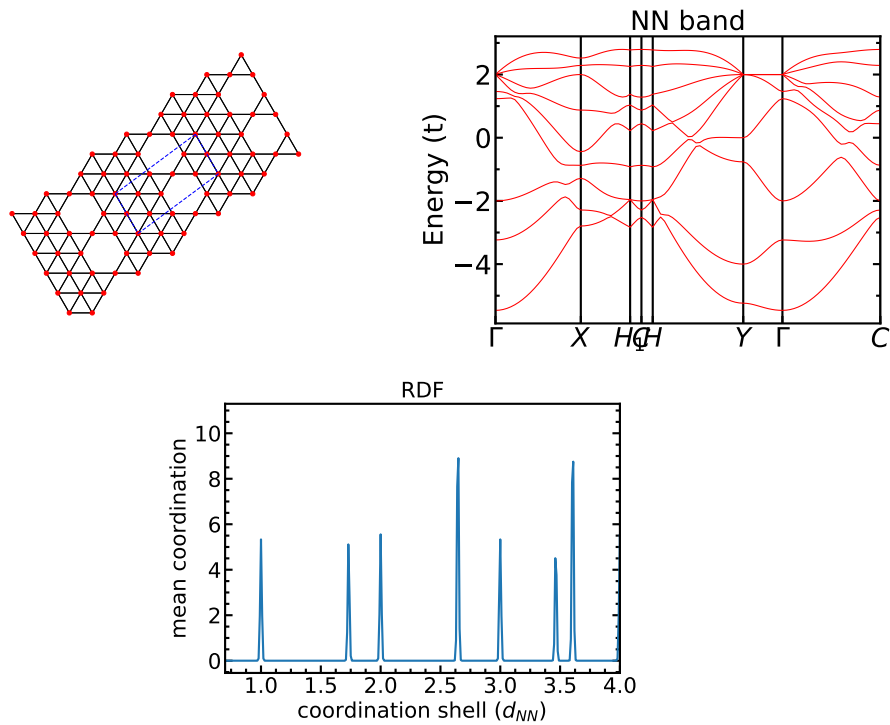 NN band
Energy (t)
2
0
−2
−4
Γ X H₁ C H Y Γ C
RDF
mean coordination
10
8
6
4
2
0
1.0 1.5 2.0 2.5 3.0 3.5 4.0
coordination shell (d_NN)